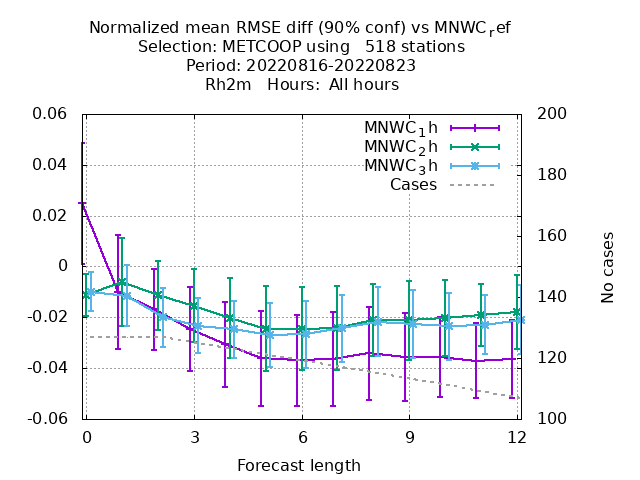 Normalized mean RMSE diff (90% conf) vs MNWC_ref
Selection: METCOOP using 518 stations
Period: 20220816-20220823
Rh2m Hours: All hours
MNWC_1h
MNWC_2h
MNWC_3h
Cases
0.06
0.04
0.02
0
-0.02
-0.04
-0.06
200
180
160
140
120
100
No cases
0 3 6 9 12
Forecast length